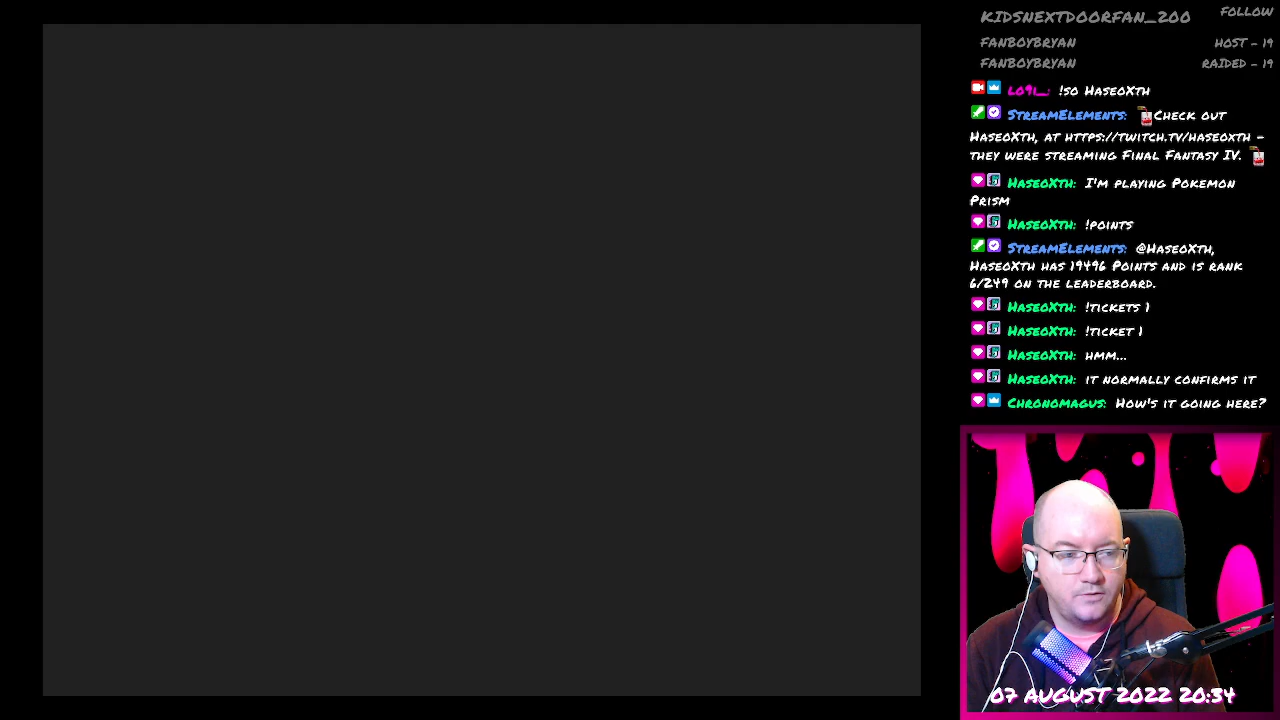 KIDSNEXTDOORFAN_200 FOLLOW
FANBOYBRYAN HOST - 19
FANBOYBRYAN RAIDED - 19
LO9I_: !SO HASEOXTH
STREAMELEMENTS: CHECK OUT
HASEOXTH, AT HTTPS://TWITCH.TV/HASEOXTH -
THEY WERE STREAMING FINAL FANTASY IV.
HASEOXTH: I'M PLAYING POKEMON
PRISM
HASEOXTH: !POINTS
STREAMELEMENTS: @HASEOXTH,
HASEOXTH HAS 19496 POINTS AND IS RANK
6/249 ON THE LEADERBOARD.
HASEOXTH: !TICKETS 1
HASEOXTH: !TICKET 1
HASEOXTH: HMM...
HASEOXTH: IT NORMALLY CONFIRMS IT
CHRONOMAGUS: HOW'S IT GOING HERE?
07 AUGUST 2022 20:34